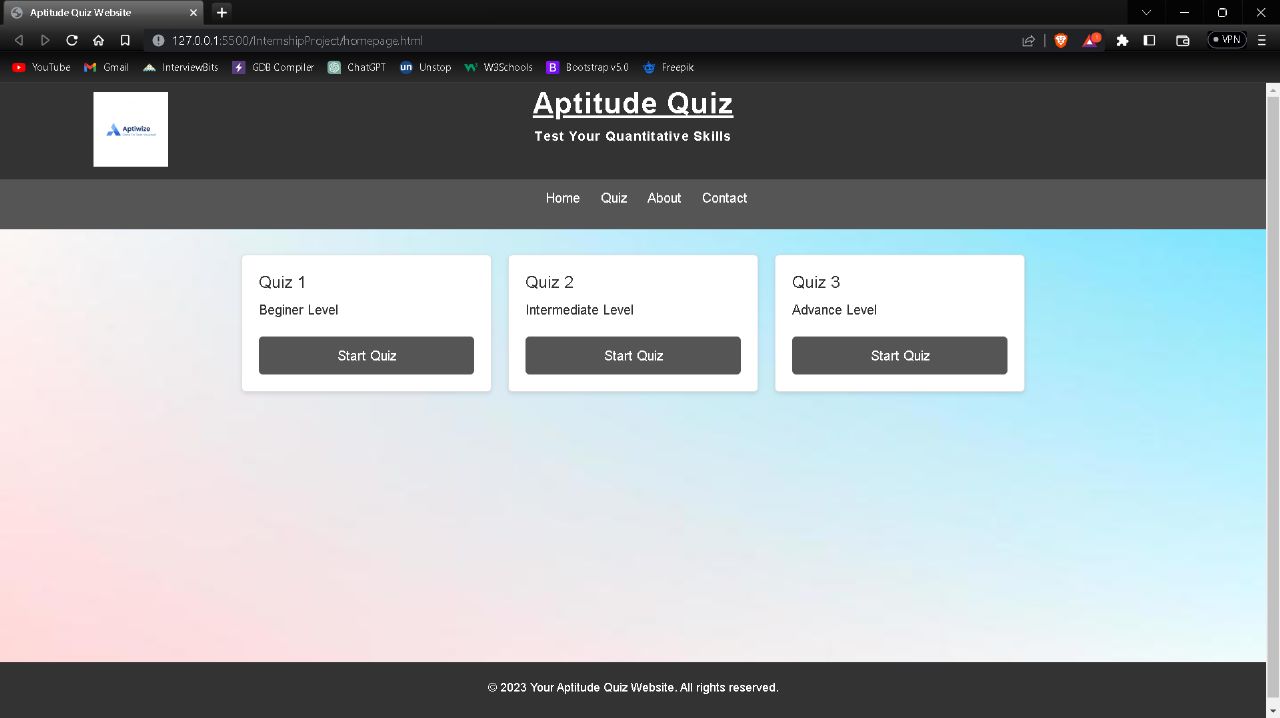 Aptitude Quiz Website
127.0.0.1:5500/InternshipProject/homepage.html
VPN
YouTube Gmail InterviewBits GDB Compiler ChatGPT Unstop W3Schools Bootstrap v5.0 Freepik
Aptiwize
Aptitude Quiz
Test Your Quantitative Skills
Home Quiz About Contact
Quiz 1
Beginer Level
Start Quiz
Quiz 2
Intermediate Level
Start Quiz
Quiz 3
Advance Level
Start Quiz
© 2023 Your Aptitude Quiz Website. All rights reserved.